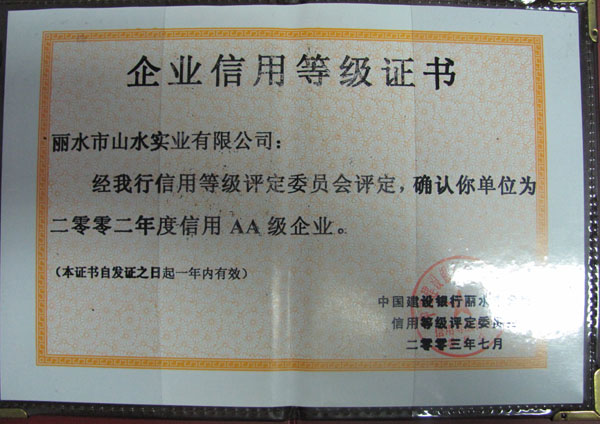 企业信用等级证书
丽水市山水实业有限公司:
经我行信用等级评定委员会评定,确认你单位为
二零零二年度信用 AA 级企业。
(本证书自发证之日起一年内有效)
中国建设银行丽水
信用等级评定委员
二零零三年七月